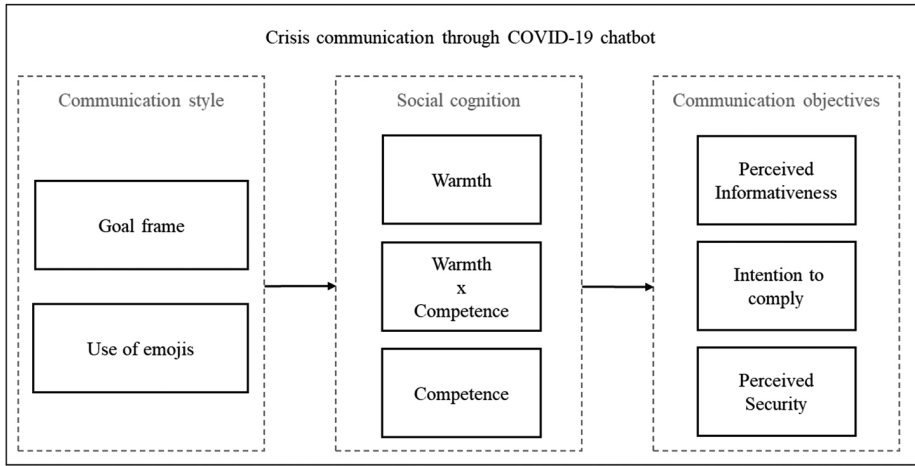 Crisis communication through COVID-19 chatbot
Communication style
Goal frame
Use of emojis
Social cognition
Warmth
Warmth
x
Competence
Competence
Communication objectives
Perceived
Informativeness
Intention to
comply
Perceived
Security